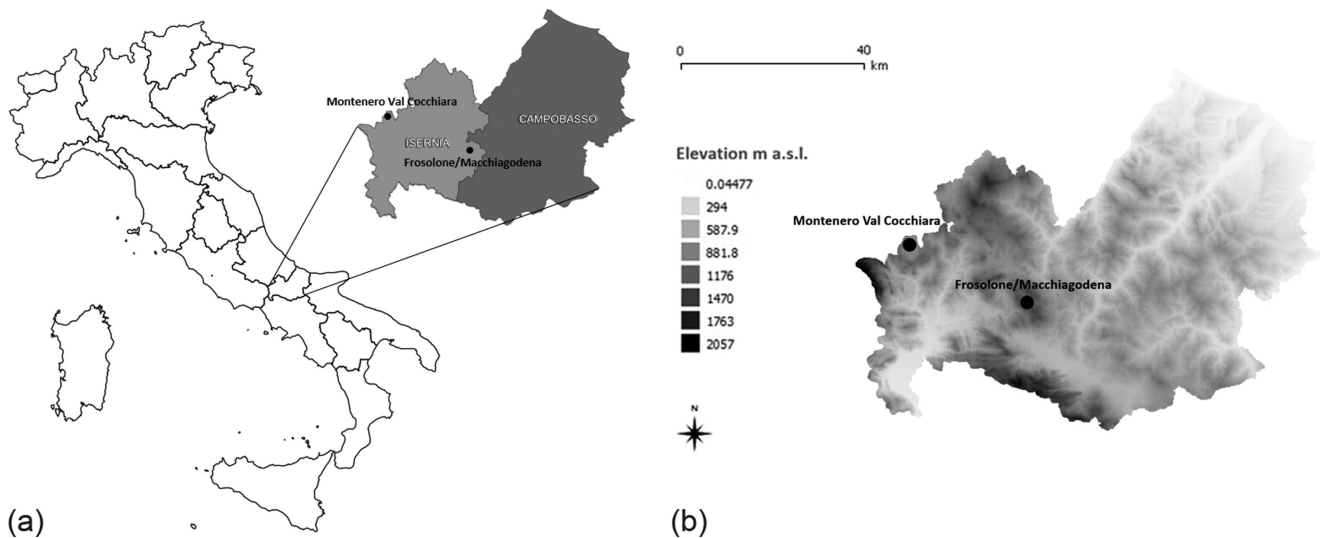 Montenero Val Cocchiara
CAMPOBASSO
ISERNIA
Frosolone/Macchiagodena
(a)
0 40
km
Elevation m a.s.l.
0.04477
294
587.9
881.8
1176
1470
1763
2057
Montenero Val Cocchiara
Frosolone/Macchiagodena
N
(b)